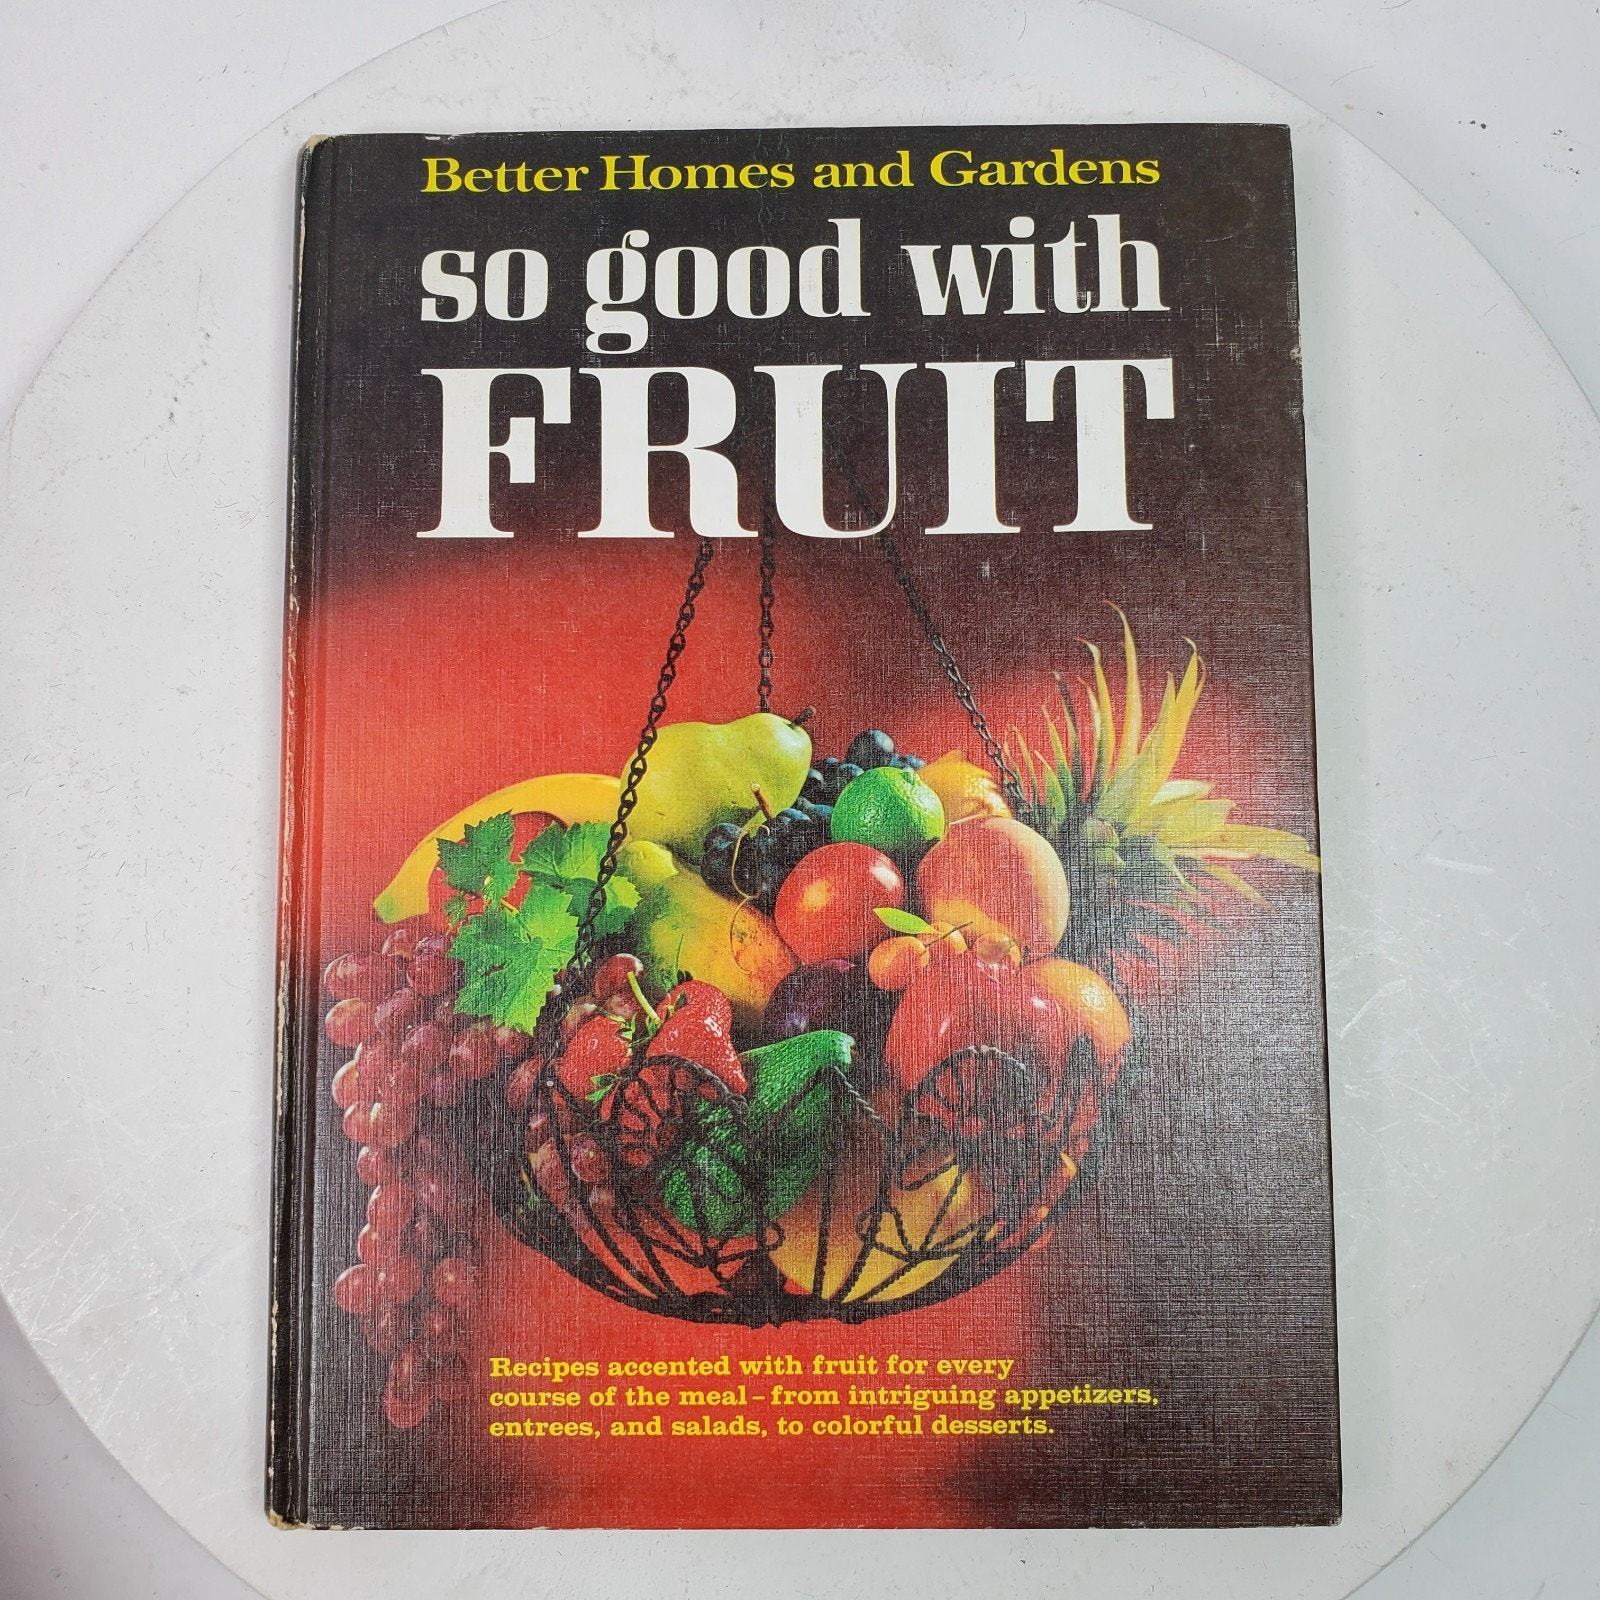 Better Homes and Gardens
so good with
FRUIT
Recipes accented with fruit for every
course of the meal – from intriguing appetizers,
entrees, and salads, to colorful desserts.